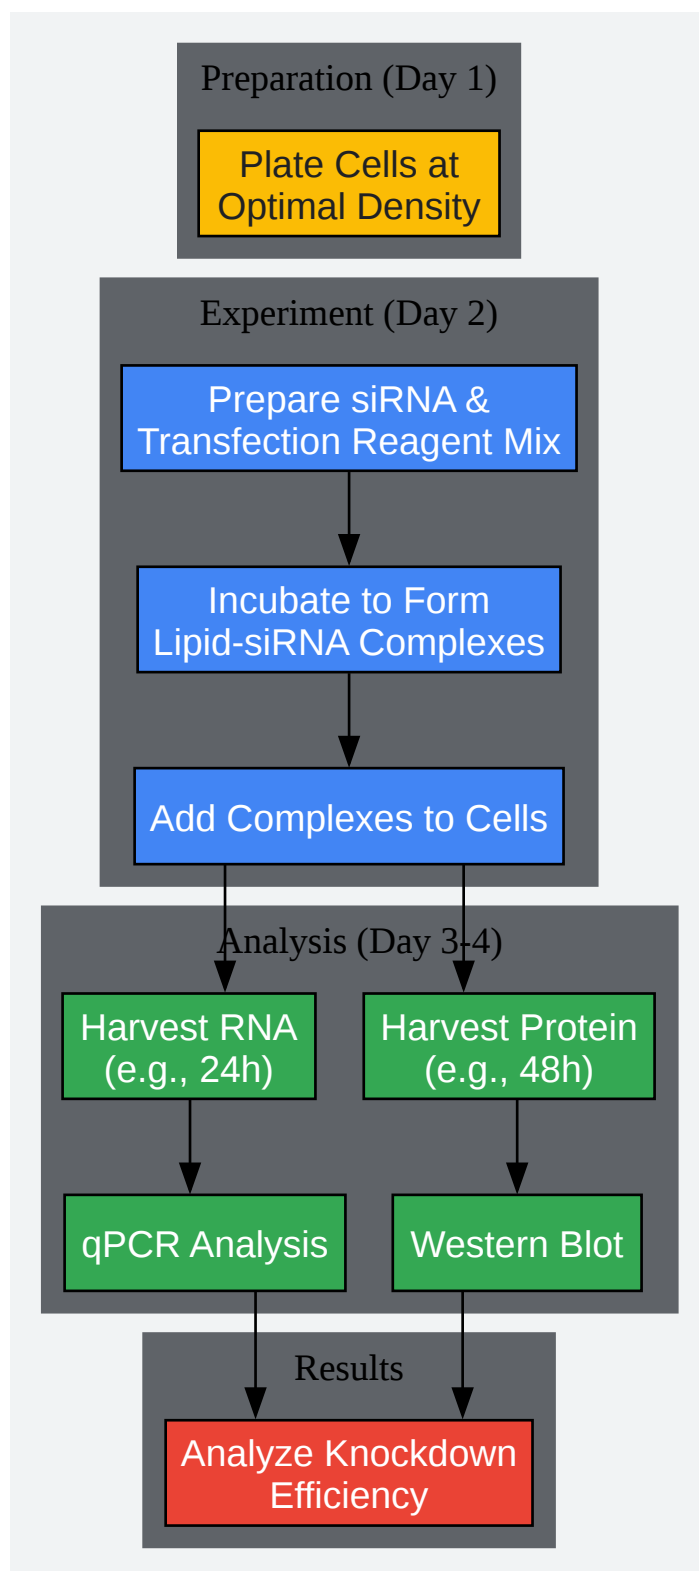 Preparation (Day 1)
Plate Cells at
Optimal Density
Experiment (Day 2)
Prepare siRNA &
Transfection Reagent Mix
Incubate to Form
Lipid-siRNA Complexes
Add Complexes to Cells
Analysis (Day 3-4)
Harvest RNA
(e.g., 24h)
Harvest Protein
(e.g., 48h)
qPCR Analysis
Western Blot
Results
Analyze Knockdown
Efficiency